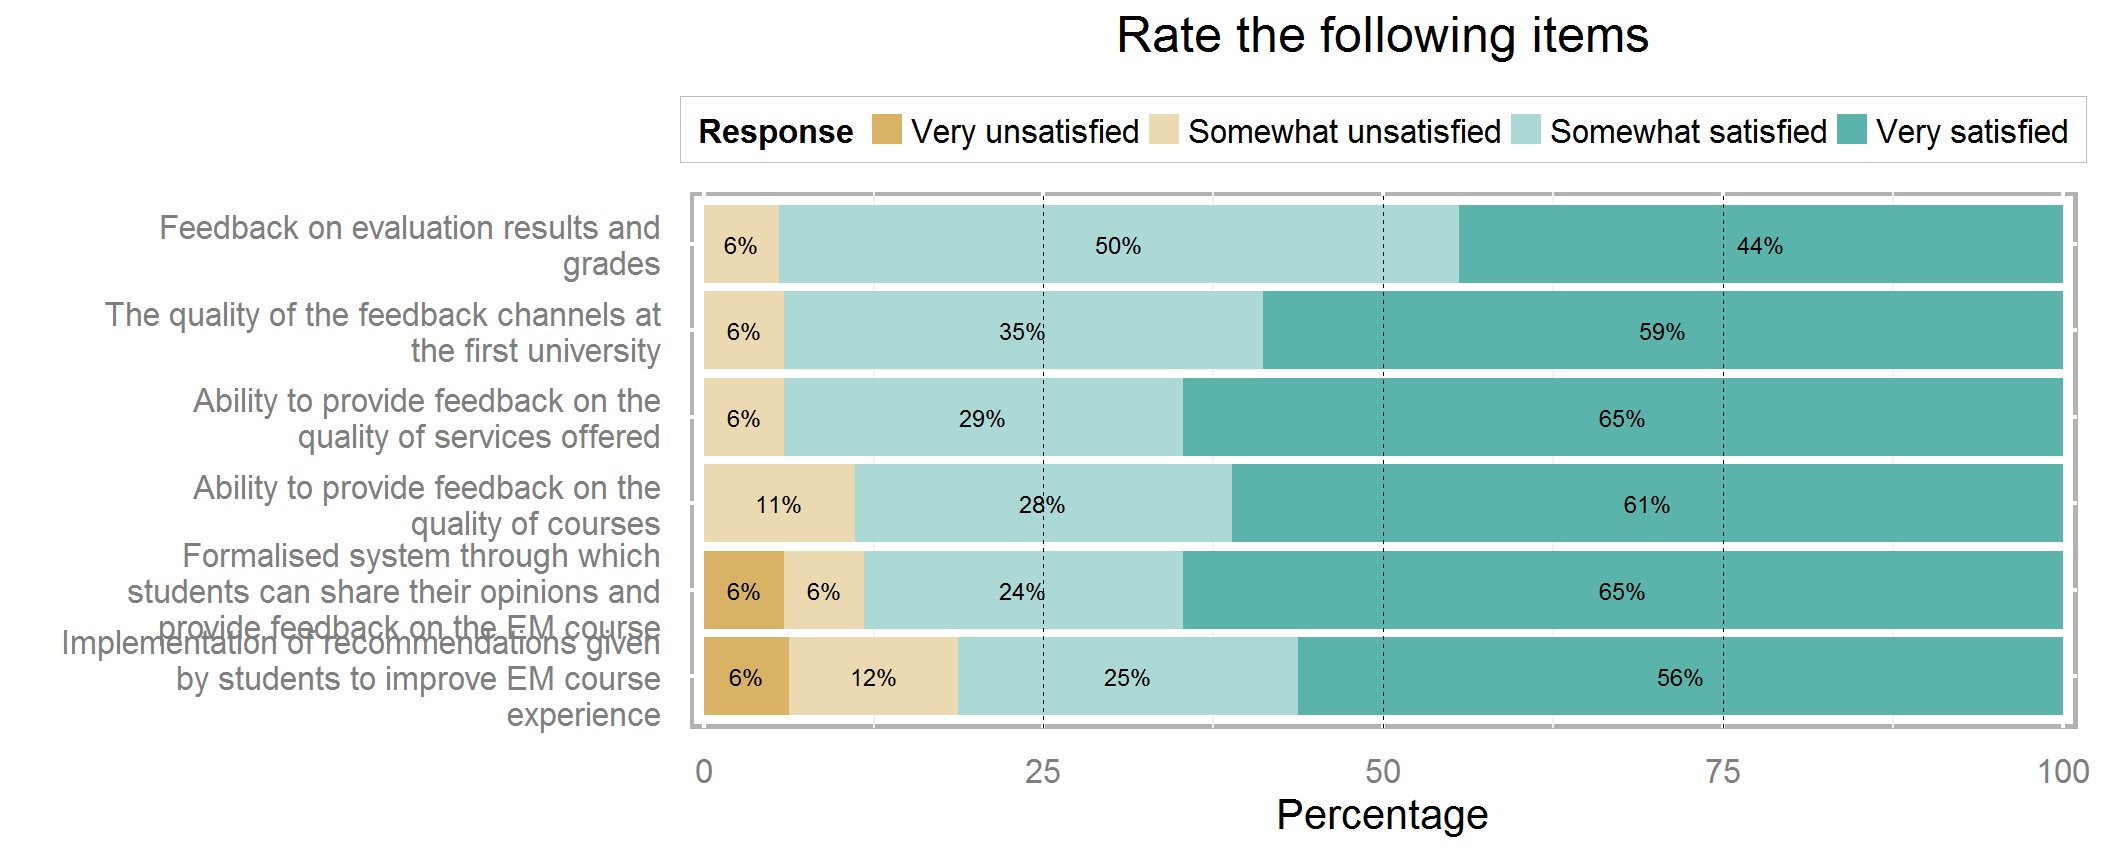 Rate the following items
Response Very unsatisfied Somewhat unsatisfied Somewhat satisfied Very satisfied
Feedback on evaluation results and
grades
6% 50% 44%
The quality of the feedback channels at
the first university
6% 35% 59%
Ability to provide feedback on the
quality of services offered
6% 29% 65%
Ability to provide feedback on the
quality of courses
11% 28% 61%
Formalised system through which
students can share their opinions and
provide feedback on the EM course
6% 6% 24% 65%
Implementation of recommendations given
by students to improve EM course
experience
6% 12% 25% 56%
0 25 50 75 100
Percentage